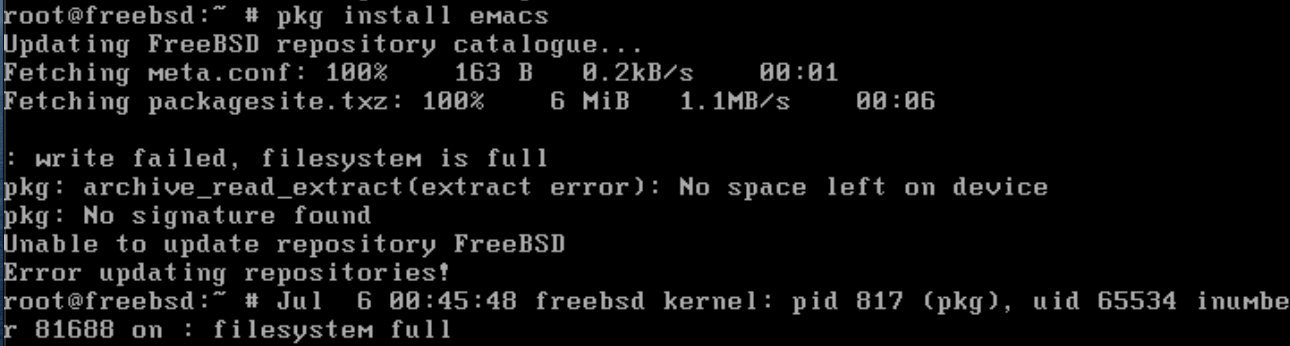 root@freebsd:~ # pkg install emacs
Updating FreeBSD repository catalogue...
Fetching meta.conf: 100%    163 B   0.2kB/s    00:01
Fetching packagesite.txz: 100%    6 MiB   1.1MB/s    00:06
: write failed, filesystem is full
pkg: archive_read_extract(extract error): No space left on device
pkg: No signature found
Unable to update repository FreeBSD
Error updating repositories!
root@freebsd:~ # Jul  6 00:45:48 freebsd kernel: pid 817 (pkg), uid 65534 inumbe
r 81688 on : filesystem full